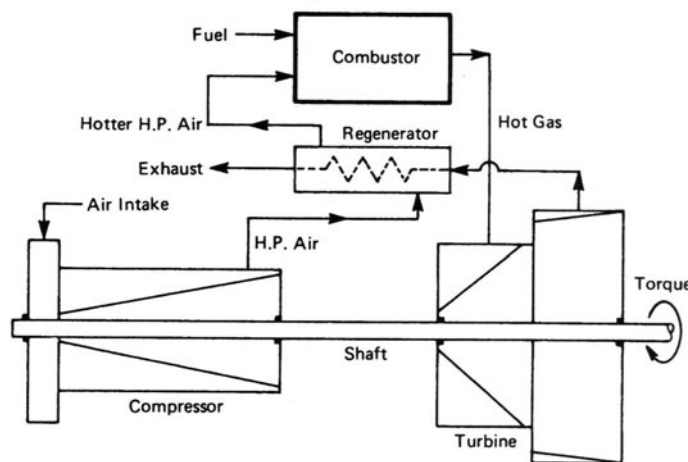 Fuel
Combustor
Hotter H.P. Air
Regenerator
Hot Gas
Exhaust
Air Intake
H.P. Air
Torque
Shaft
Compressor
Turbine